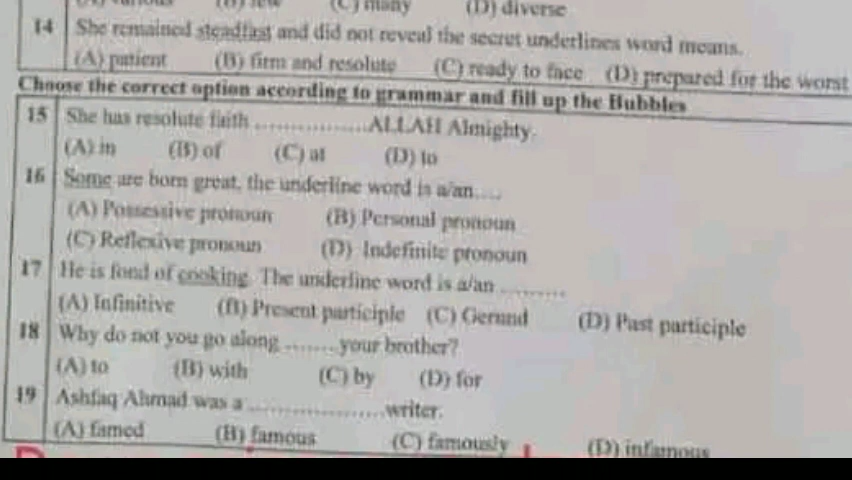 (C) many (D) diverse
14 She remained steadfast and did not reveal the secret underlines word means.
(A) patient (B) firm and resolute (C) ready to face (D) prepared for the worst
Choose the correct option according to grammar and fill up the Bubbles
15 She has resolute faith ................ALLAH Almighty.
(A) in (B) of (C) at (D) to
16 Some are born great, the underline word is a/an....
(A) Possessive pronoun (B) Personal pronoun
(C) Reflexive pronoun (D) Indefinite pronoun
17 He is fond of cooking. The underline word is a/an ..........
(A) Infinitive (B) Present participle (C) Gerund (D) Past participle
18 Why do not you go along .......your brother?
(A) to (B) with (C) by (D) for
19 Ashfaq Ahmad was a ....................writer.
(A) famed (B) famous (C) famously (D) infamous